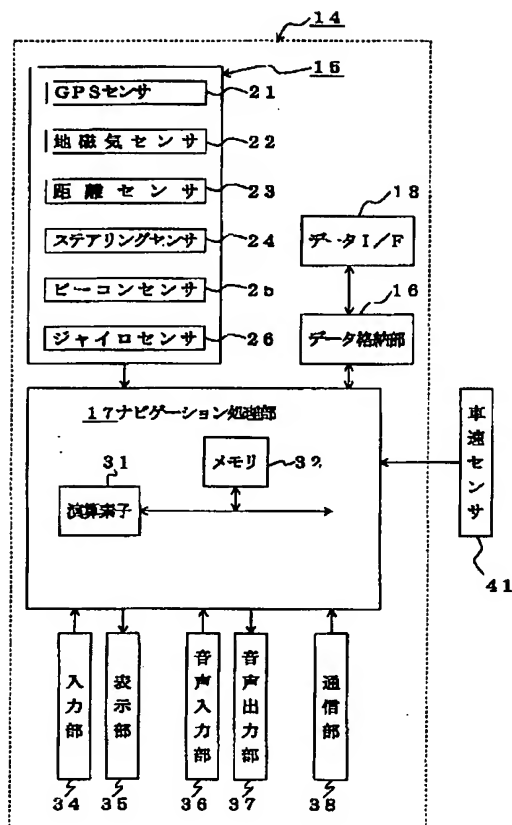 14
15
GPSセンサ 21
地磁気センサ 22
距離センサ 23
ステアリングセンサ 24
ビーコンセンサ 25
ジャイロセンサ 26
18
データI/F
16
データ格納部
17ナビゲーション処理部
31
演算素子
メモリ 32
車速センサ
41
入力部
表示部
音声入力部
音声出力部
通信部
34 35 36 37 38